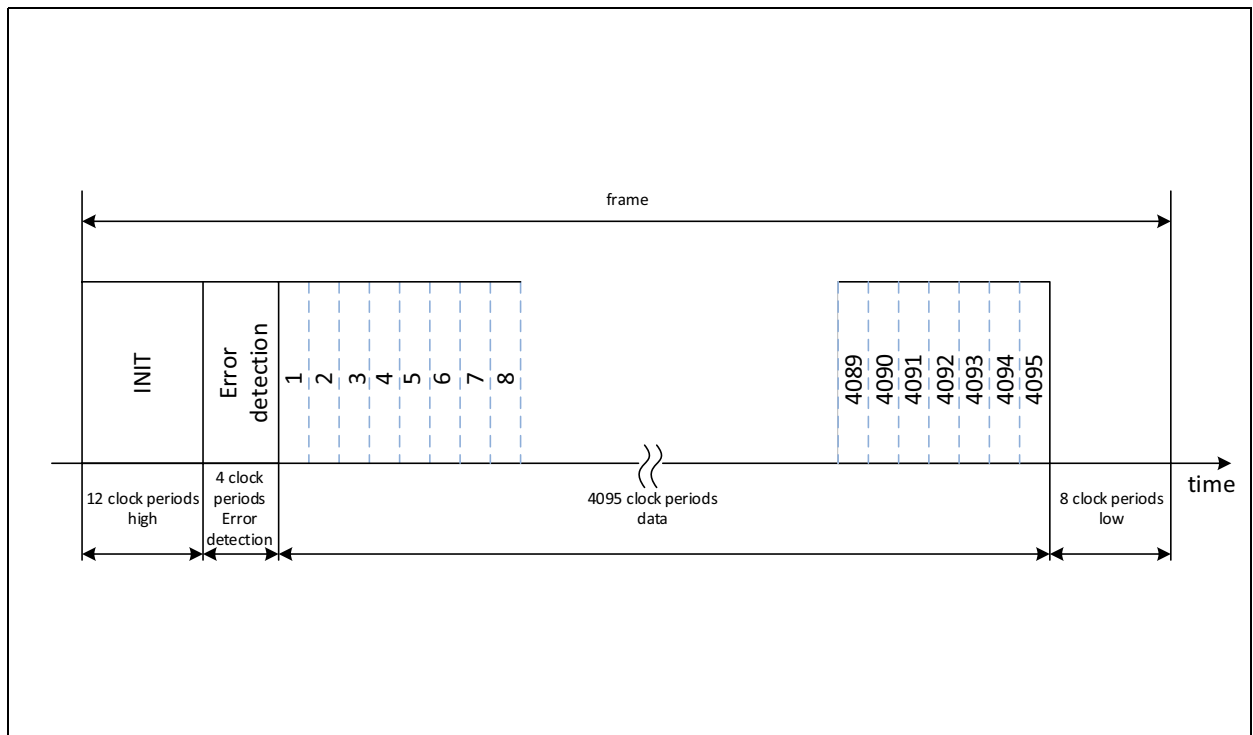 frame
INIT
Error
detection
1
2
3
4
5
6
7
8
4089
4090
4091
4092
4093
4094
4095
time
12 clock periods
high
4 clock
periods
Error
detection
4095 clock periods
data
8 clock periods
low